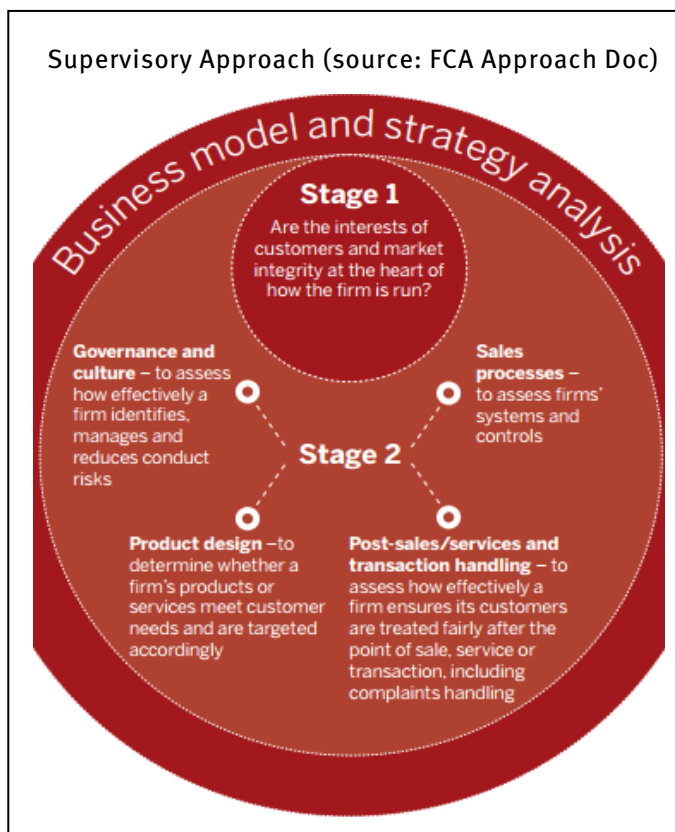 Supervisory Approach (source: FCA Approach Doc)
Business model and strategy analysis
Stage 1
Are the interests of
customers and market
integrity at the heart of
how the firm is run?
Governance and
culture – to assess
how effectively a
firm identifies,
manages and
reduces conduct
risks
Sales
processes –
to assess firms'
systems and
controls
Stage 2
Product design –to
determine whether a
firm's products or
services meet customer
needs and are targeted
accordingly
Post-sales/services and
transaction handling – to
assess how effectively a
firm ensures its customers
are treated fairly after the
point of sale, service or
transaction, including
complaints handling